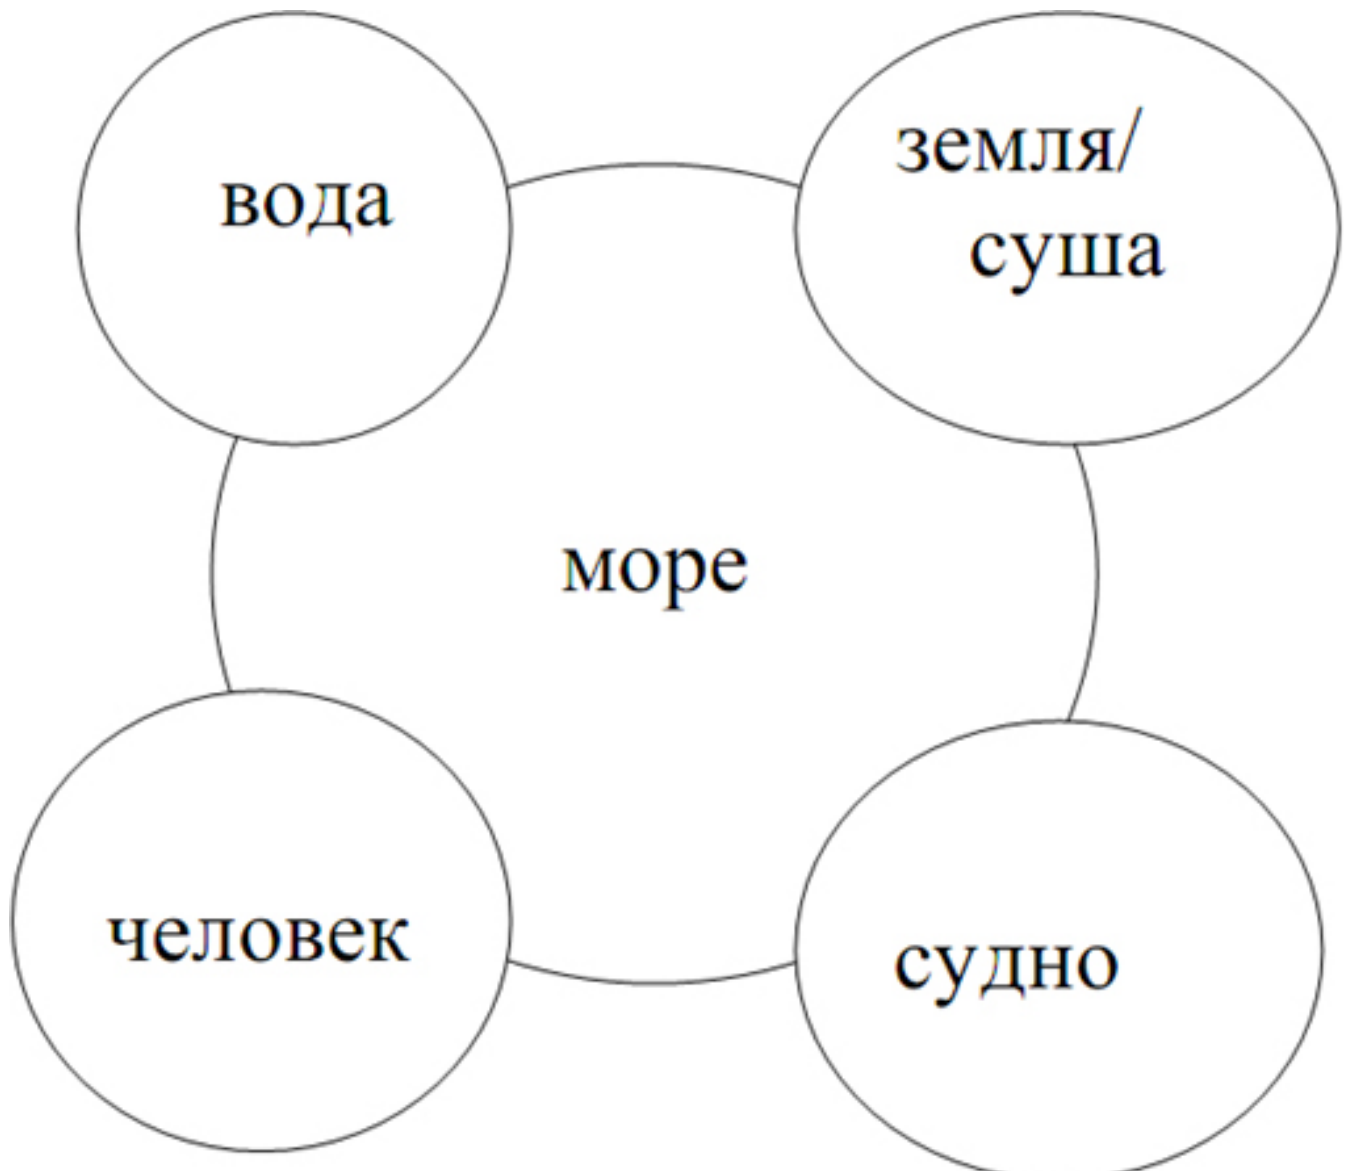 вода
земля/
суша
море
человек
судно